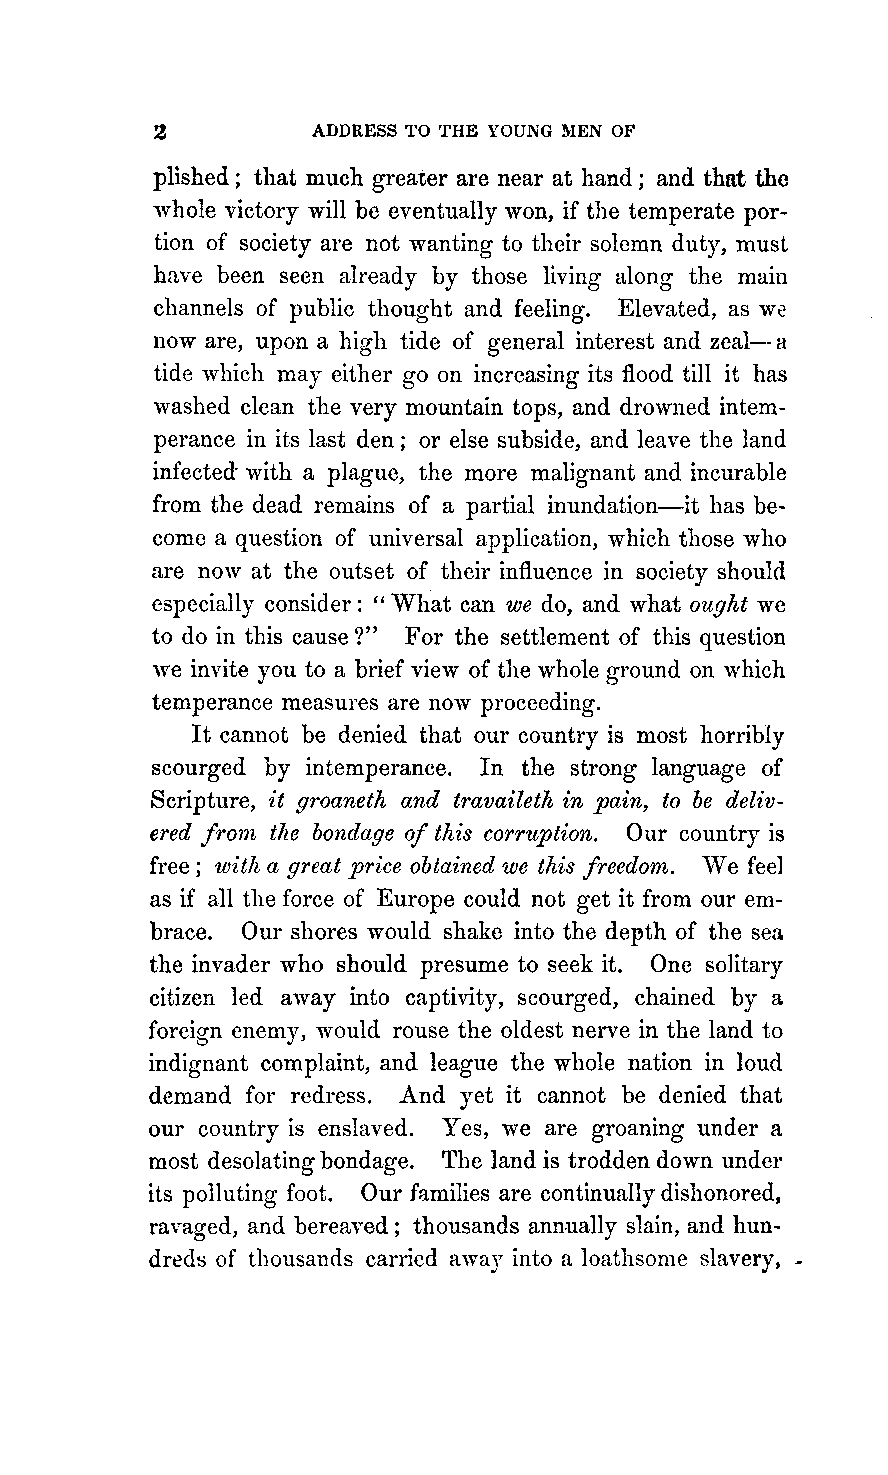 2 ADDRESS TO THE YOUNG MEN OF
plished; that much greater are near at hand; and that the
whole victory will be eventually won, if the temperate por-
tion of society are not wanting to their solemn duty, must
have been seen already by those living along the main
channels of public thought and feeling. Elevated, as we
now are, upon a high tide of general interest and zeal—a
tide which may either go on increasing its flood till it has
washed clean the very mountain tops, and drowned intem-
perance in its last den; or else subside, and leave the land
infected with a plague, the more malignant and incurable
from the dead remains of a partial inundation—it has be-
come a question of universal application, which those who
are now at the outset of their influence in society should
especially consider: "What can we do, and what ought we
to do in this cause?" For the settlement of this question
we invite you to a brief view of the whole ground on which
temperance measures are now proceeding.
It cannot be denied that our country is most horribly
scourged by intemperance. In the strong language of
Scripture, it groaneth and travaileth in pain, to be deliv-
ered from the bondage of this corruption. Our country is
free; with a great price obtained we this freedom. We feel
as if all the force of Europe could not get it from our em-
brace. Our shores would shake into the depth of the sea
the invader who should presume to seek it. One solitary
citizen led away into captivity, scourged, chained by a
foreign enemy, would rouse the oldest nerve in the land to
indignant complaint, and league the whole nation in loud
demand for redress. And yet it cannot be denied that
our country is enslaved. Yes, we are groaning under a
most desolating bondage. The land is trodden down under
its polluting foot. Our families are continually dishonored,
ravaged, and bereaved; thousands annually slain, and hun-
dreds of thousands carried away into a loathsome slavery,